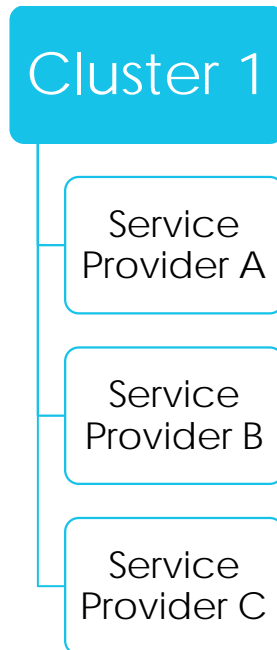 Cluster 1
Service
Provider A
Service
Provider B
Service
Provider C